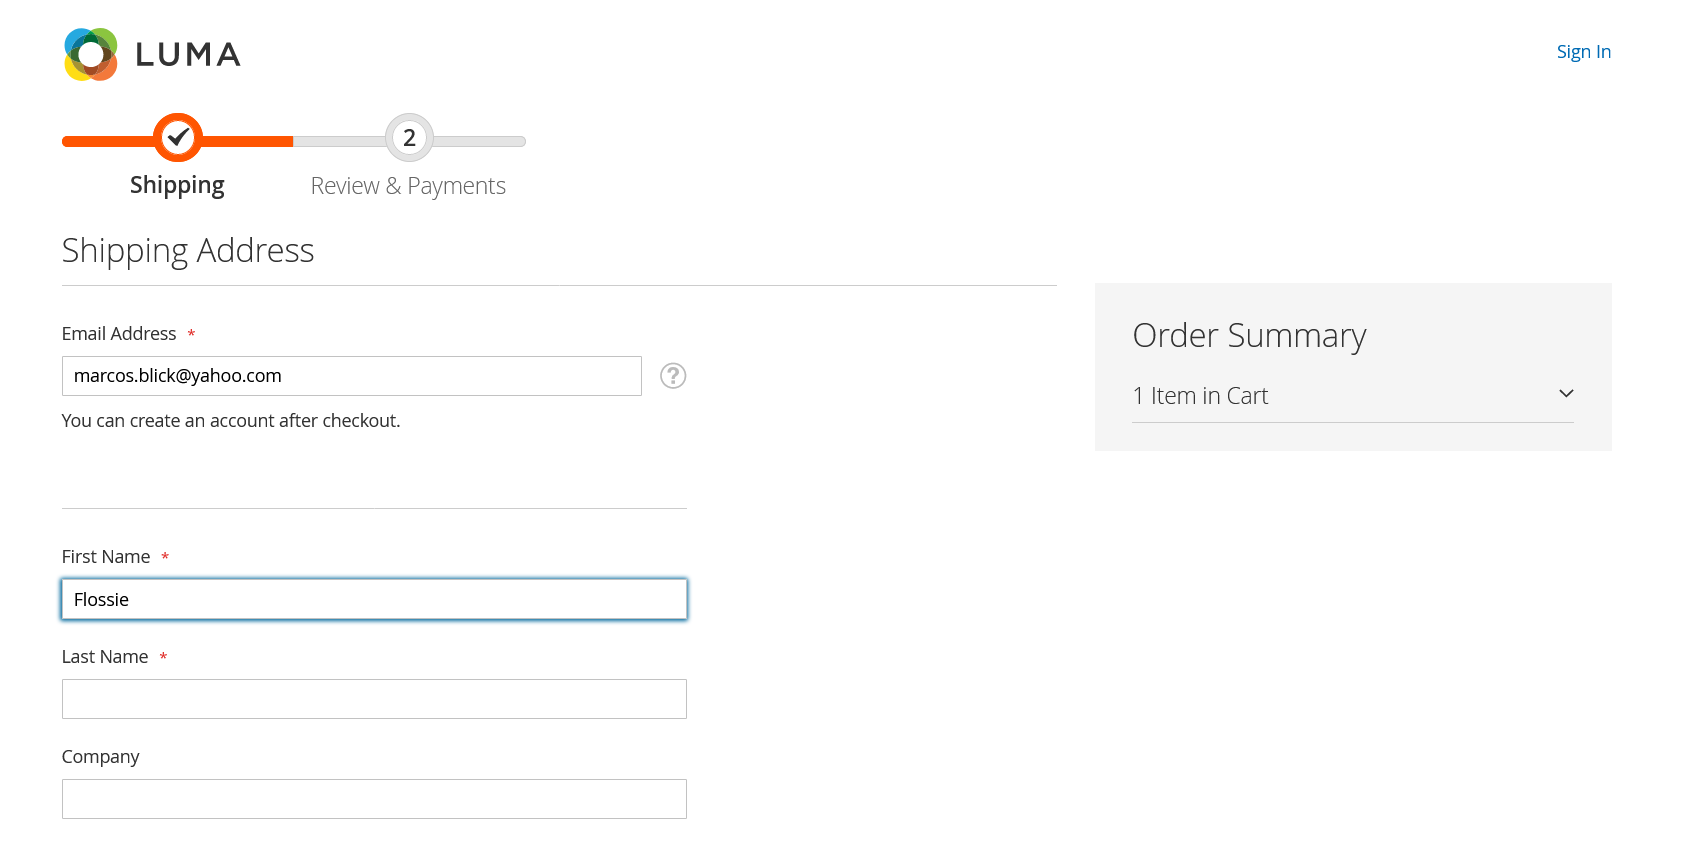 LUMA
Sign In
2
Shipping
Review & Payments
Shipping Address
Email Address *
marcos.blick@yahoo.com
?
You can create an account after checkout.
First Name *
Flossie
Last Name *
Company
Order Summary
1 Item in Cart